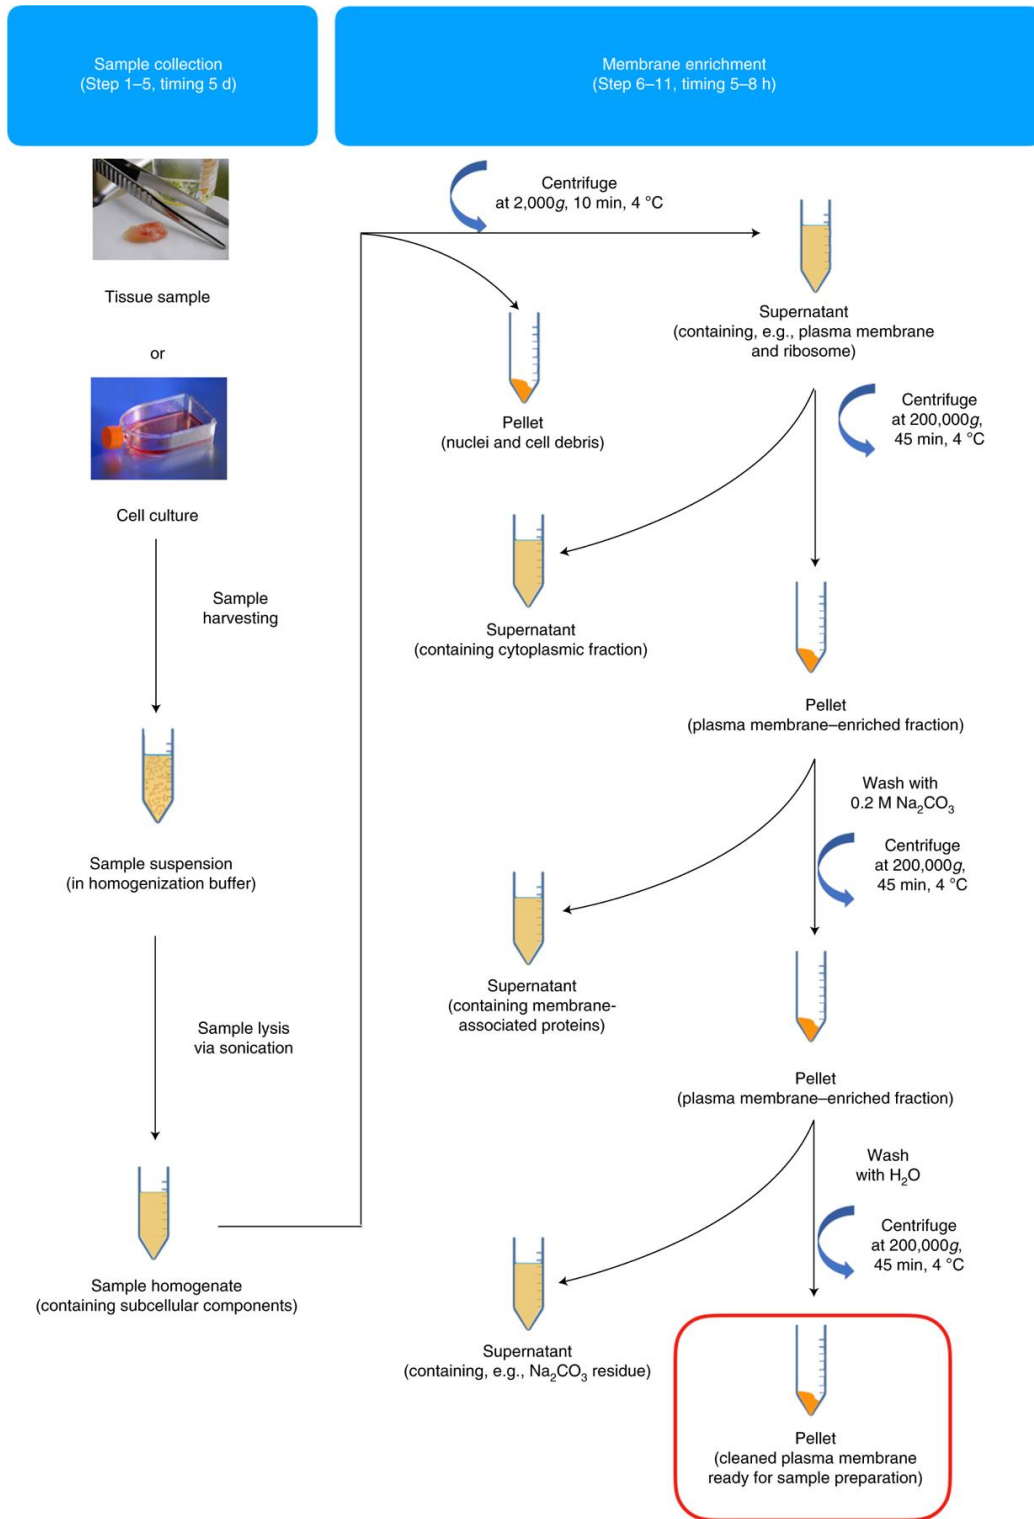 Sample collection
(Step 1–5, timing 5 d)
Membrane enrichment
(Step 6–11, timing 5–8 h)
Tissue sample
or
Cell culture
Sample
harvesting
Sample suspension
(in homogenization buffer)
Sample lysis
via sonication
Sample homogenate
(containing subcellular components)
Centrifuge
at 2,000g, 10 min, 4 °C
Supernatant
(containing, e.g., plasma membrane
and ribosome)
Pellet
(nuclei and cell debris)
Centrifuge
at 200,000g,
45 min, 4 °C
Supernatant
(containing cytoplasmic fraction)
Pellet
(plasma membrane–enriched fraction)
Wash with
0.2 M Na₂CO₃
Centrifuge
at 200,000g,
45 min, 4 °C
Supernatant
(containing membrane-
associated proteins)
Pellet
(plasma membrane–enriched fraction)
Wash
with H₂O
Centrifuge
at 200,000g,
45 min, 4 °C
Supernatant
(containing, e.g., Na₂CO₃ residue)
Pellet
(cleaned plasma membrane
ready for sample preparation)